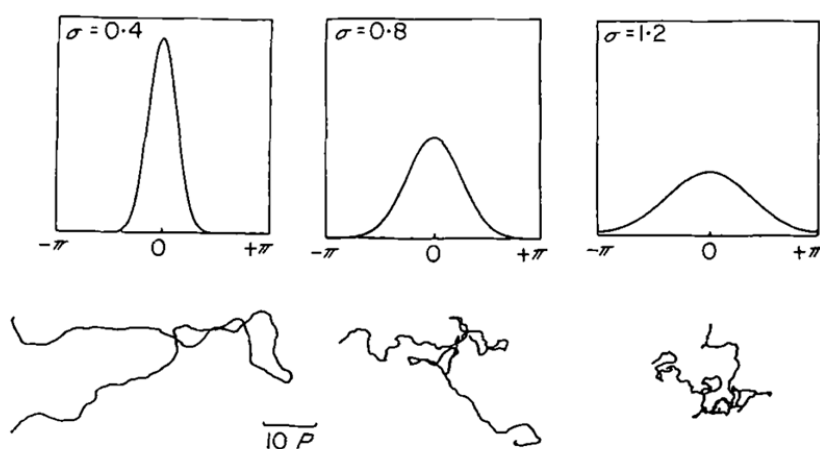 σ = 0·4
σ = 0·8
σ = 1·2
-π 0 +π
-π 0 +π
-π 0 +π
10 P